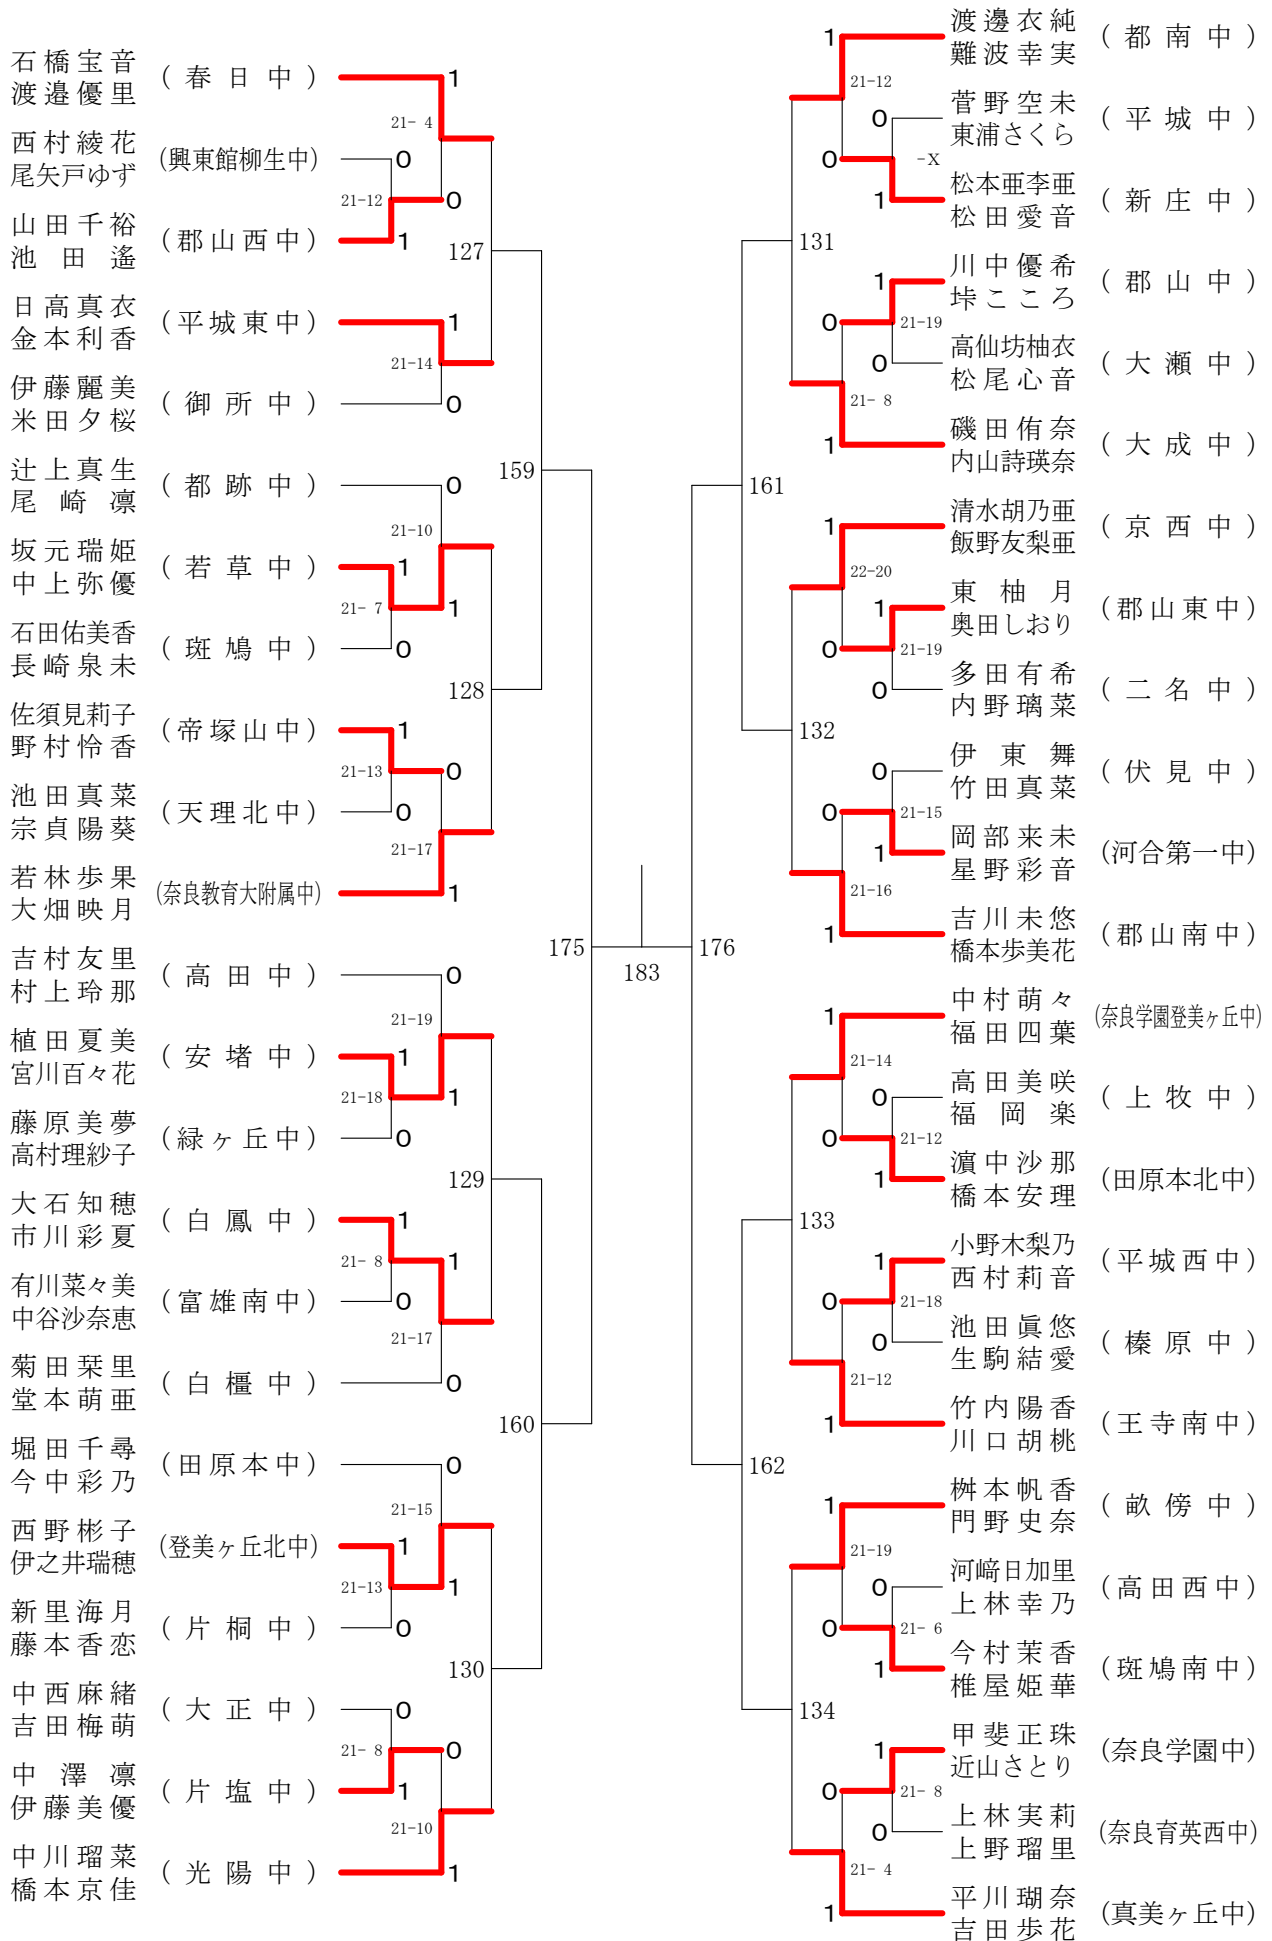 石橋宝音
渡邉優里
(春日中)
1
21- 4
西村綾花
尾矢戸ゆず
(興東館柳生中)
0
21-12
0
山田千裕
池田遙
(郡山西中)
1
127
日高真衣
金本利香
(平城東中)
1
21-14
伊藤麗美
米田夕桜
(御所中)
0
159
辻上真生
尾崎凛
(都跡中)
0
21-10
坂元瑞姫
中上弥優
(若草中)
1
21- 7
1
石田佑美香
長崎泉未
(斑鳩中)
0
128
佐須見莉子
野村怜香
(帝塚山中)
1
21-13
0
池田真菜
宗貞陽葵
(天理北中)
0
21-17
若林歩果
大畑映月
(奈良教育大附属中)
1
175
吉村友里
村上玲那
(高田中)
0
21-19
植田夏美
宮川百々花
(安堵中)
1
21-18
1
藤原美夢
高村理紗子
(緑ヶ丘中)
0
129
大石知穂
市川彩夏
(白鳳中)
1
21- 8
1
有川菜々美
中谷沙奈恵
(富雄南中)
0
21-17
菊田栞里
堂本萌亜
(白橿中)
0
160
堀田千尋
今中彩乃
(田原本中)
0
21-15
西野彬子
伊之井瑞穂
(登美ヶ丘北中)
1
21-13
1
新里海月
藤本香恋
(片桐中)
0
130
中西麻緒
吉田梅萌
(大正中)
0
21- 8
0
中澤凛
伊藤美優
(片塩中)
1
21-10
中川瑠菜
橋本京佳
(光陽中)
1
183
1
渡邊衣純
難波幸実
(都南中)
21-12
0
菅野空未
東浦さくら
(平城中)
0
-X
1
松本亜李亜
松田愛音
(新庄中)
131
1
川中優希
垰こころ
(郡山中)
0
21-19
0
高仙坊柚衣
松尾心音
(大瀬中)
21- 8
1
磯田侑奈
内山詩瑛奈
(大成中)
161
1
清水胡乃亜
飯野友梨亜
(京西中)
22-20
1
東柚月
奥田しおり
(郡山東中)
0
21-19
0
多田有希
内野璃菜
(二名中)
132
0
伊東舞
竹田真菜
(伏見中)
0
21-15
1
岡部来未
星野彩音
(河合第一中)
21-16
1
吉川未悠
橋本歩美花
(郡山南中)
176
1
中村萌々
福田四葉
(奈良学園登美ヶ丘中)
21-14
0
高田美咲
福岡楽
(上牧中)
0
21-12
1
濵中沙那
橋本安理
(田原本北中)
133
1
小野木梨乃
西村莉音
(平城西中)
0
21-18
0
池田眞悠
生駒結愛
(榛原中)
21-12
1
竹内陽香
川口胡桃
(王寺南中)
162
1
桝本帆香
門野史奈
(畝傍中)
21-19
0
河﨑日加里
上林幸乃
(高田西中)
0
21- 6
1
今村茉香
椎屋姫華
(斑鳩南中)
134
1
甲斐正珠
近山さとり
(奈良学園中)
0
21- 8
0
上林実莉
上野瑠里
(奈良育英西中)
21- 4
1
平川瑚奈
吉田歩花
(真美ヶ丘中)